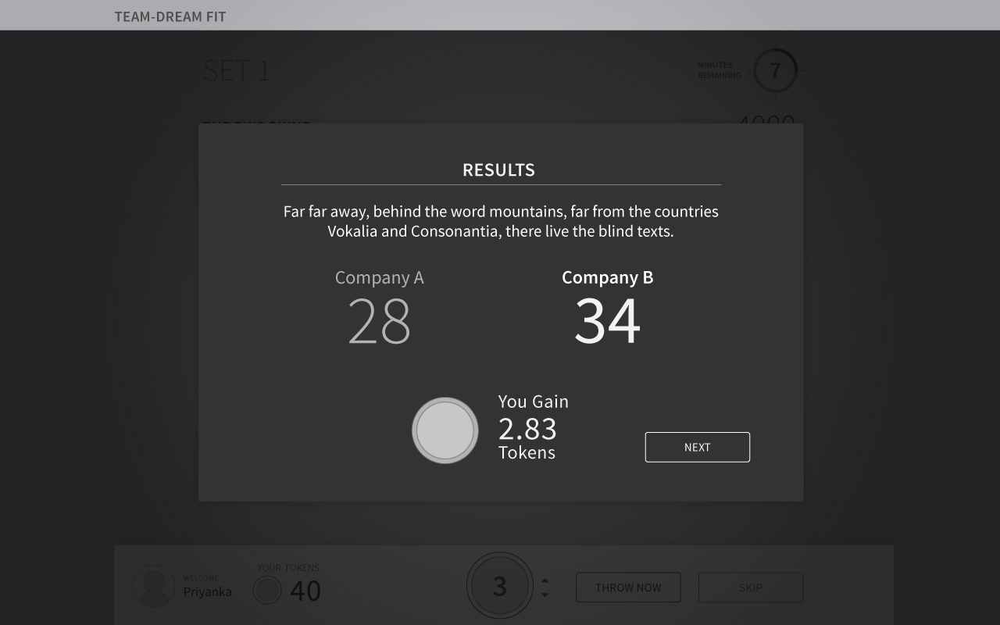 TEAM-DREAM FIT
SET 1
MINUTES
REMAINING
7
4000
RESULTS
Far far away, behind the word mountains, far from the countries
Vokalia and Consonantia, there live the blind texts.
Company A
Company B
28
34
You Gain
2.83
Tokens
NEXT
WELCOME
Priyanka
YOUR TOKENS
40
3
THROW NOW
SKIP